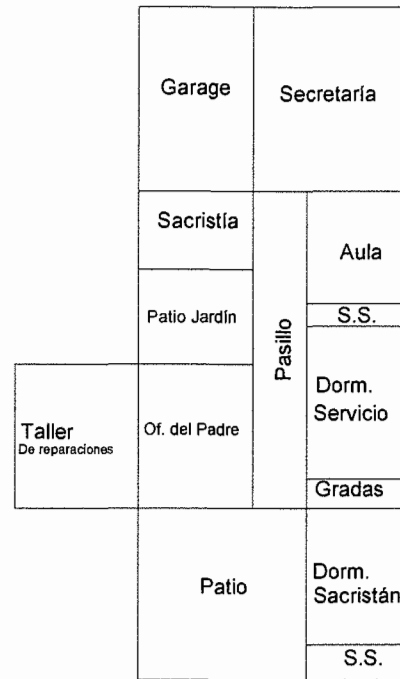 Garage
Secretaría
Sacristía
Aula
Patio Jardín
S.S.
Pasillo
Dorm.
Servicio
Taller
De reparaciones
Of. del Padre
Gradas
Patio
Dorm.
Sacristán
S.S.